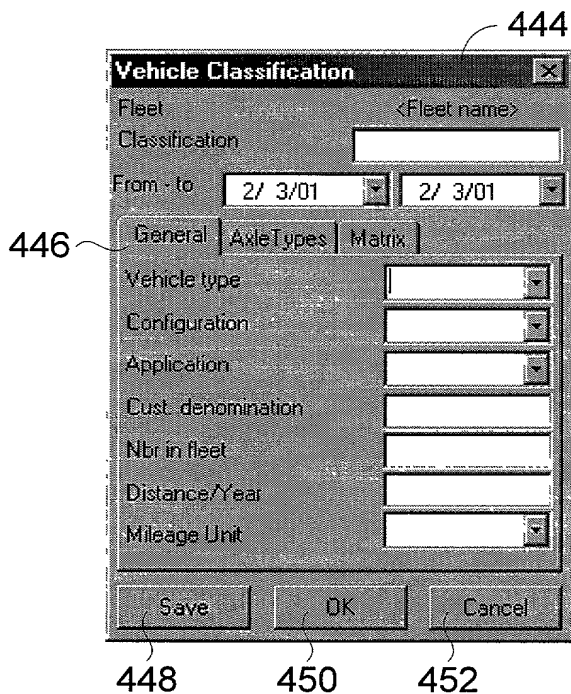 444
Vehicle Classification
Fleet <Fleet name>
Classification
From - to 2/ 3/01 2/ 3/01
446 General AxleTypes Matrix
Vehicle type
Configuration
Application
Cust. denomination
Nbr in fleet
Distance/Year
Mileage Unit
Save OK Cancel
448 450 452